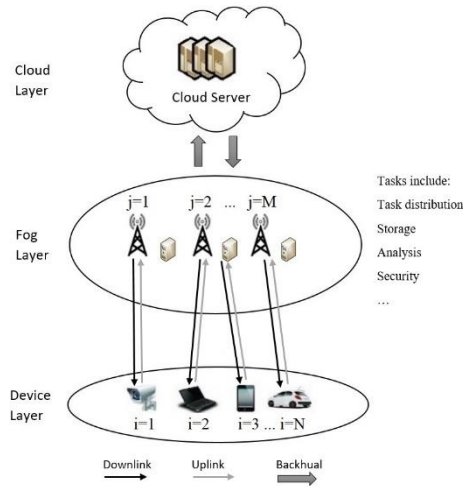 Cloud
Layer
Cloud Server
j=1 j=2 ... j=M
Fog
Layer
Tasks include:
Task distribution
Storage
Analysis
Security
...
Device
Layer
i=1 i=2 i=3 ... i=N
Downlink Uplink Backhual